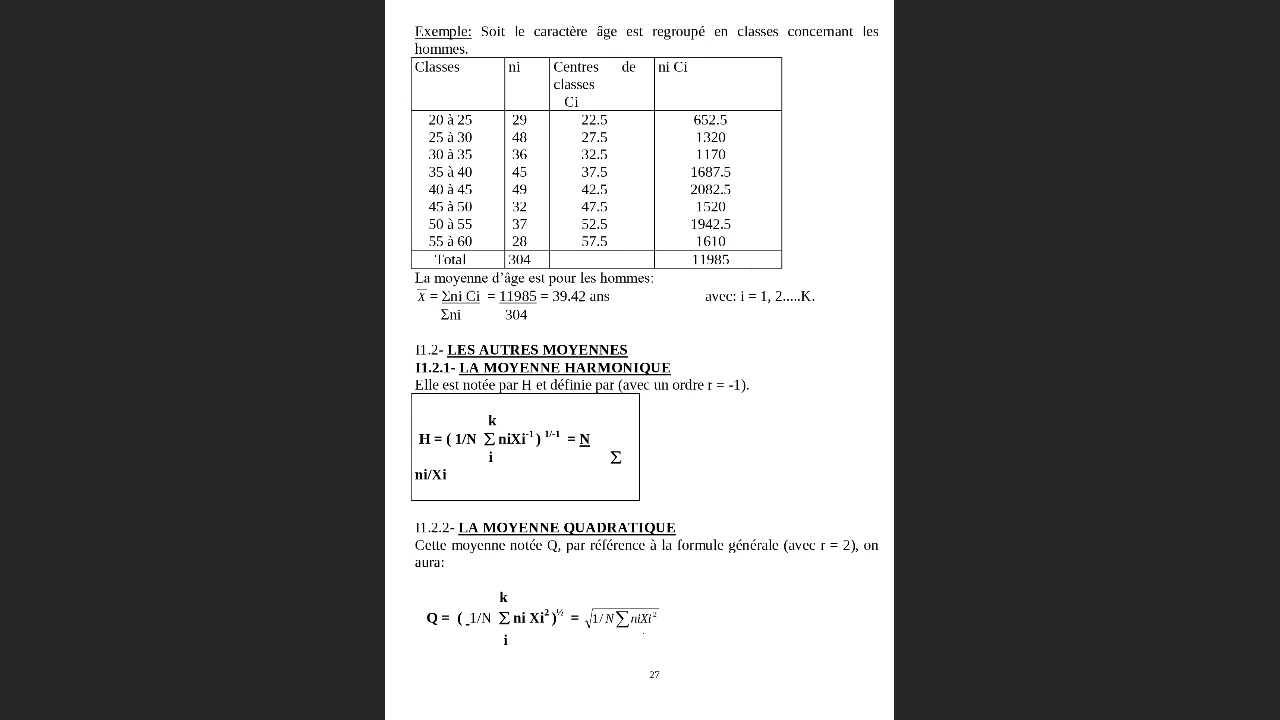 Exemple: Soit le caractère âge est regroupé en classes concernant les
hommes.
Classes ni Centres de classes Ci ni Ci
20 à 25 29 22.5 652.5
25 à 30 48 27.5 1320
30 à 35 36 32.5 1170
35 à 40 45 37.5 1687.5
40 à 45 49 42.5 2082.5
45 à 50 32 47.5 1520
50 à 55 37 52.5 1942.5
55 à 60 28 57.5 1610
Total 304 11985
La moyenne d'âge est pour les hommes:
x̅ = Σni Ci = 11985 = 39.42 ans avec: i = 1, 2.....K.
Σni 304
I1.2- LES AUTRES MOYENNES
I1.2.1- LA MOYENNE HARMONIQUE
Elle est notée par H et définie par (avec un ordre r = -1).
k
H = ( 1/N Σ niXi⁻¹ ) ¹/⁻¹ = N
i Σ
ni/Xi
I1.2.2- LA MOYENNE QUADRATIQUE
Cette moyenne notée Q, par référence à la formule générale (avec r = 2), on
aura:
k
Q = ( 1/N Σ ni Xi² )^½ = √1/N∑niXi²
i
27